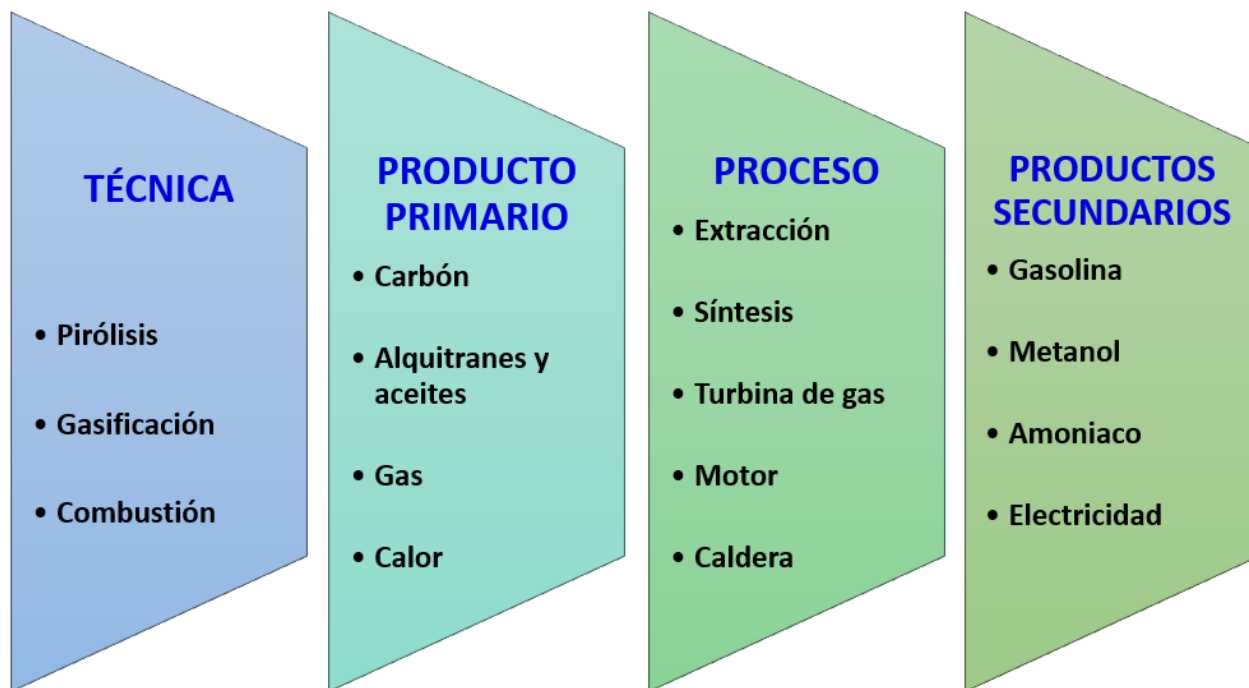 TÉCNICA
• Pirólisis
• Gasificación
• Combustión
PRODUCTO
PRIMARIO
• Carbón
• Alquitranes y
aceites
• Gas
• Calor
PROCESO
• Extracción
• Síntesis
• Turbina de gas
• Motor
• Caldera
PRODUCTOS
SECUNDARIOS
• Gasolina
• Metanol
• Amoniaco
• Electricidad